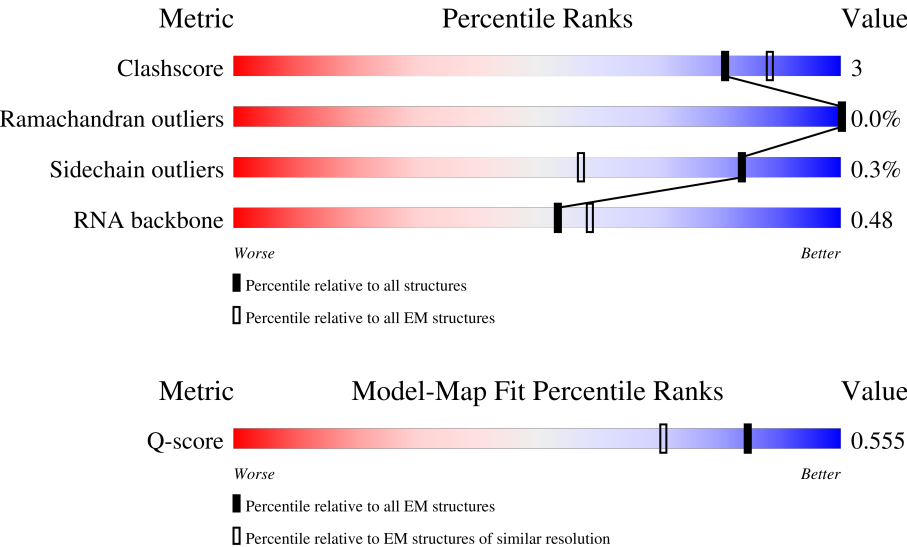 Metric Percentile Ranks Value
Clashscore 3
Ramachandran outliers 0.0%
Sidechain outliers 0.3%
RNA backbone 0.48
Worse Better
Percentile relative to all structures
Percentile relative to all EM structures
Metric Model-Map Fit Percentile Ranks Value
Q-score 0.555
Worse Better
Percentile relative to all EM structures
Percentile relative to EM structures of similar resolution